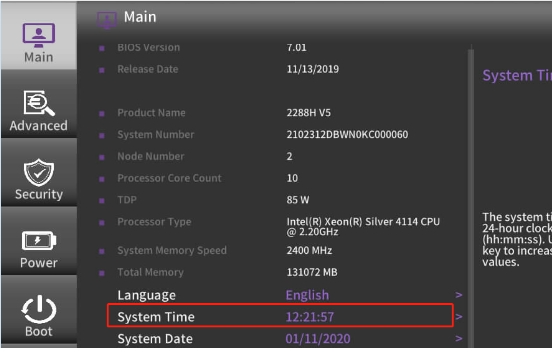 Main
Main
BIOS Version 7.01
Release Date 11/13/2019
System Ti
Advanced
Product Name 2288H V5
System Number 2102312DBWN0KC000060
Node Number 2
Processor Core Count 10
Security
TDP 85 W
Processor Type Intel(R) Xeon(R) Silver 4114 CPU
@ 2.20GHz
The system ti
24-hour clock
(hh:mm:ss). U
key to increas
values.
Power
System Memory Speed 2400 MHz
Total Memory 131072 MB
Language English >
System Time 12:21:57 >
Boot
System Date 01/11/2020 >